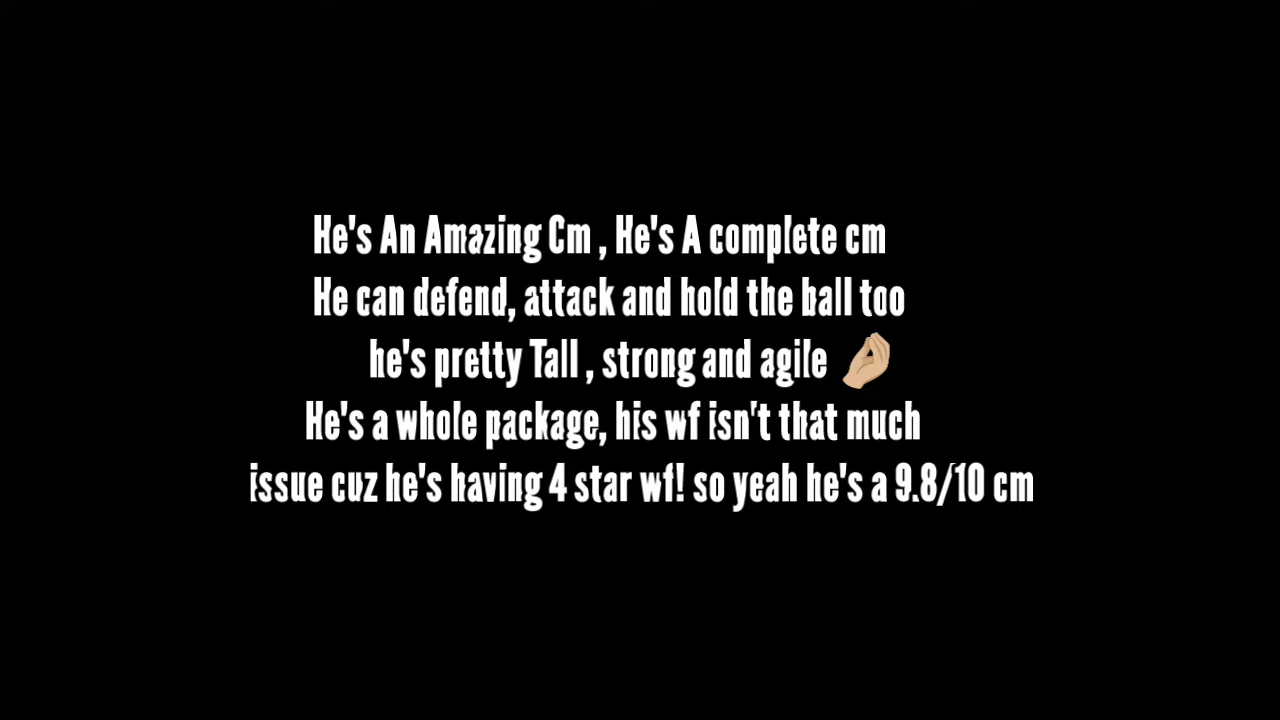 He's An Amazing Cm , He's A complete cm
He can defend, attack and hold the ball too
he's pretty Tall , strong and agile 🤌🏼
He's a whole package, his wf isn't that much
issue cuz he's having 4 star wf! so yeah he's a 9.8/10 cm